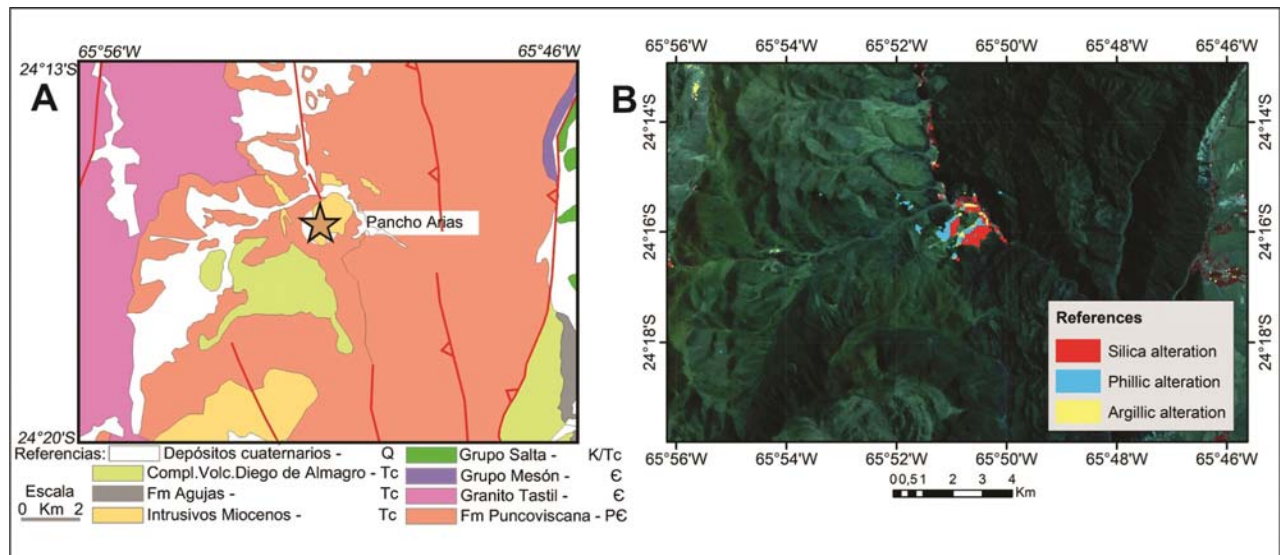 65°56'W 65°46'W
24°13'S
A
Pancho Arias
24°20'S
Referencias: Depósitos cuaternarios - Q
Compl.Volc.Diego de Almagro - Tc
Fm Agujas - Tc
Intrusivos Miocenos - Tc
Grupo Salta - K/Tc
Grupo Mesón - Є
Granito Tastil - Є
Fm Puncoviscana - PЄ
Escala
0 Km 2
B
65°56'W 65°54'W 65°52'W 65°50'W 65°48'W 65°46'W
24°14'S 24°14'S
24°16'S 24°16'S
24°18'S 24°18'S
References
Silica alteration
Phillic alteration
Argillic alteration
65°56'W 65°54'W 65°52'W 65°50'W 65°48'W 65°46'W
0 0,5 1 2 3 4
Km